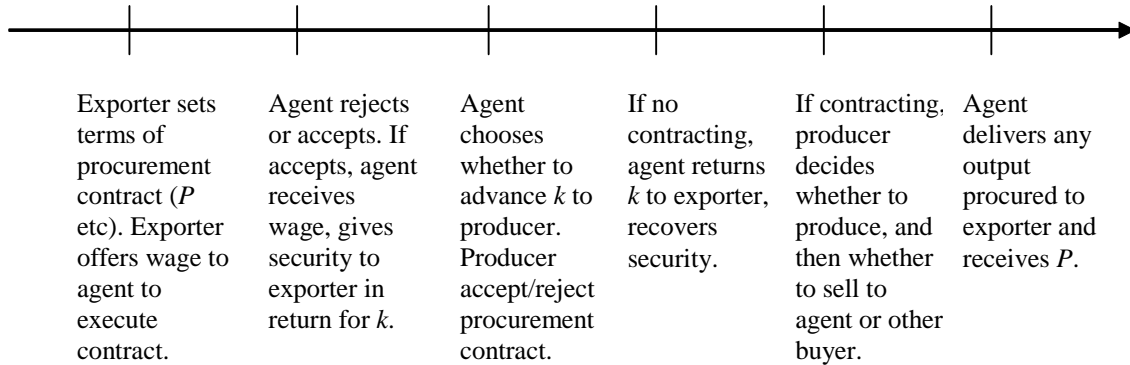 Exporter sets
terms of
procurement
contract (P
etc). Exporter
offers wage to
agent to
execute
contract.
Agent rejects
or accepts. If
accepts, agent
receives
wage, gives
security to
exporter in
return for k.
Agent
chooses
whether to
advance k to
producer.
Producer
accept/reject
procurement
contract.
If no
contracting,
agent returns
k to exporter,
recovers
security.
If contracting,
producer
decides
whether to
produce, and
then whether
to sell to
agent or other
buyer.
Agent
delivers any
output
procured to
exporter and
receives P.